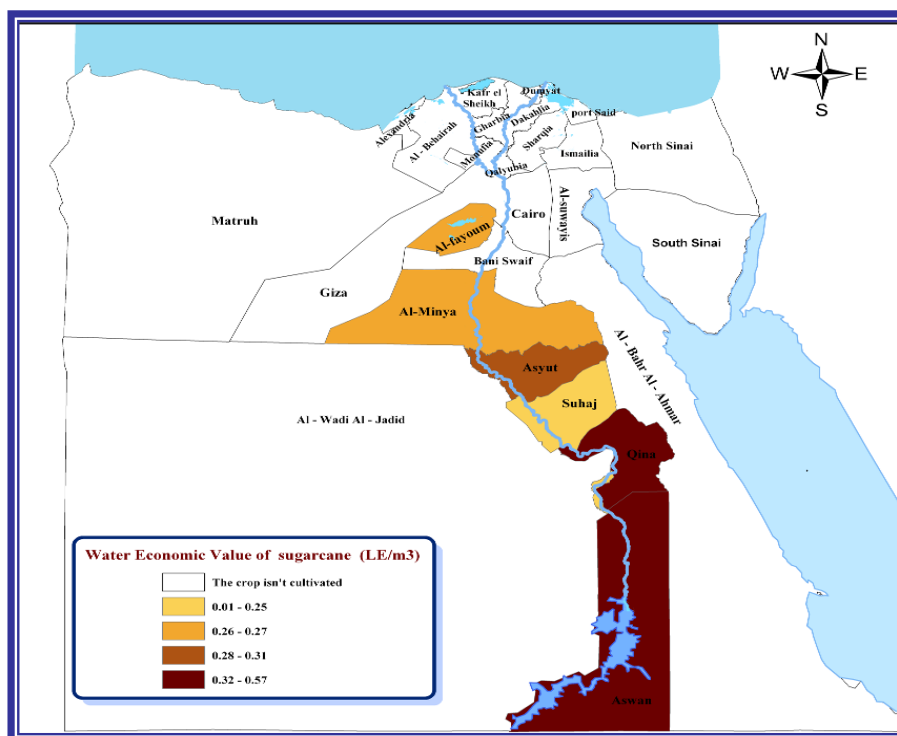 N
W E
S
Kafr el
Sheikh
Dumyat
Alexandria
Al - Behairah
Gharbia
Dakahlia
port Said
Monufia
Sharqia
Qalyubia
Ismailia
North Sinai
Matruh
Cairo
Al-suwayis
South Sinai
Al-fayoum
Bani Swaif
Giza
Al-Minya
Asyut
Al - Bahr Al - Ahmar
Suhaj
Al - Wadi Al - Jadid
Qina
Aswan
Water Economic Value of sugarcane (LE/m3)
The crop isn't cultivated
0.01 - 0.25
0.26 - 0.27
0.28 - 0.31
0.32 - 0.57